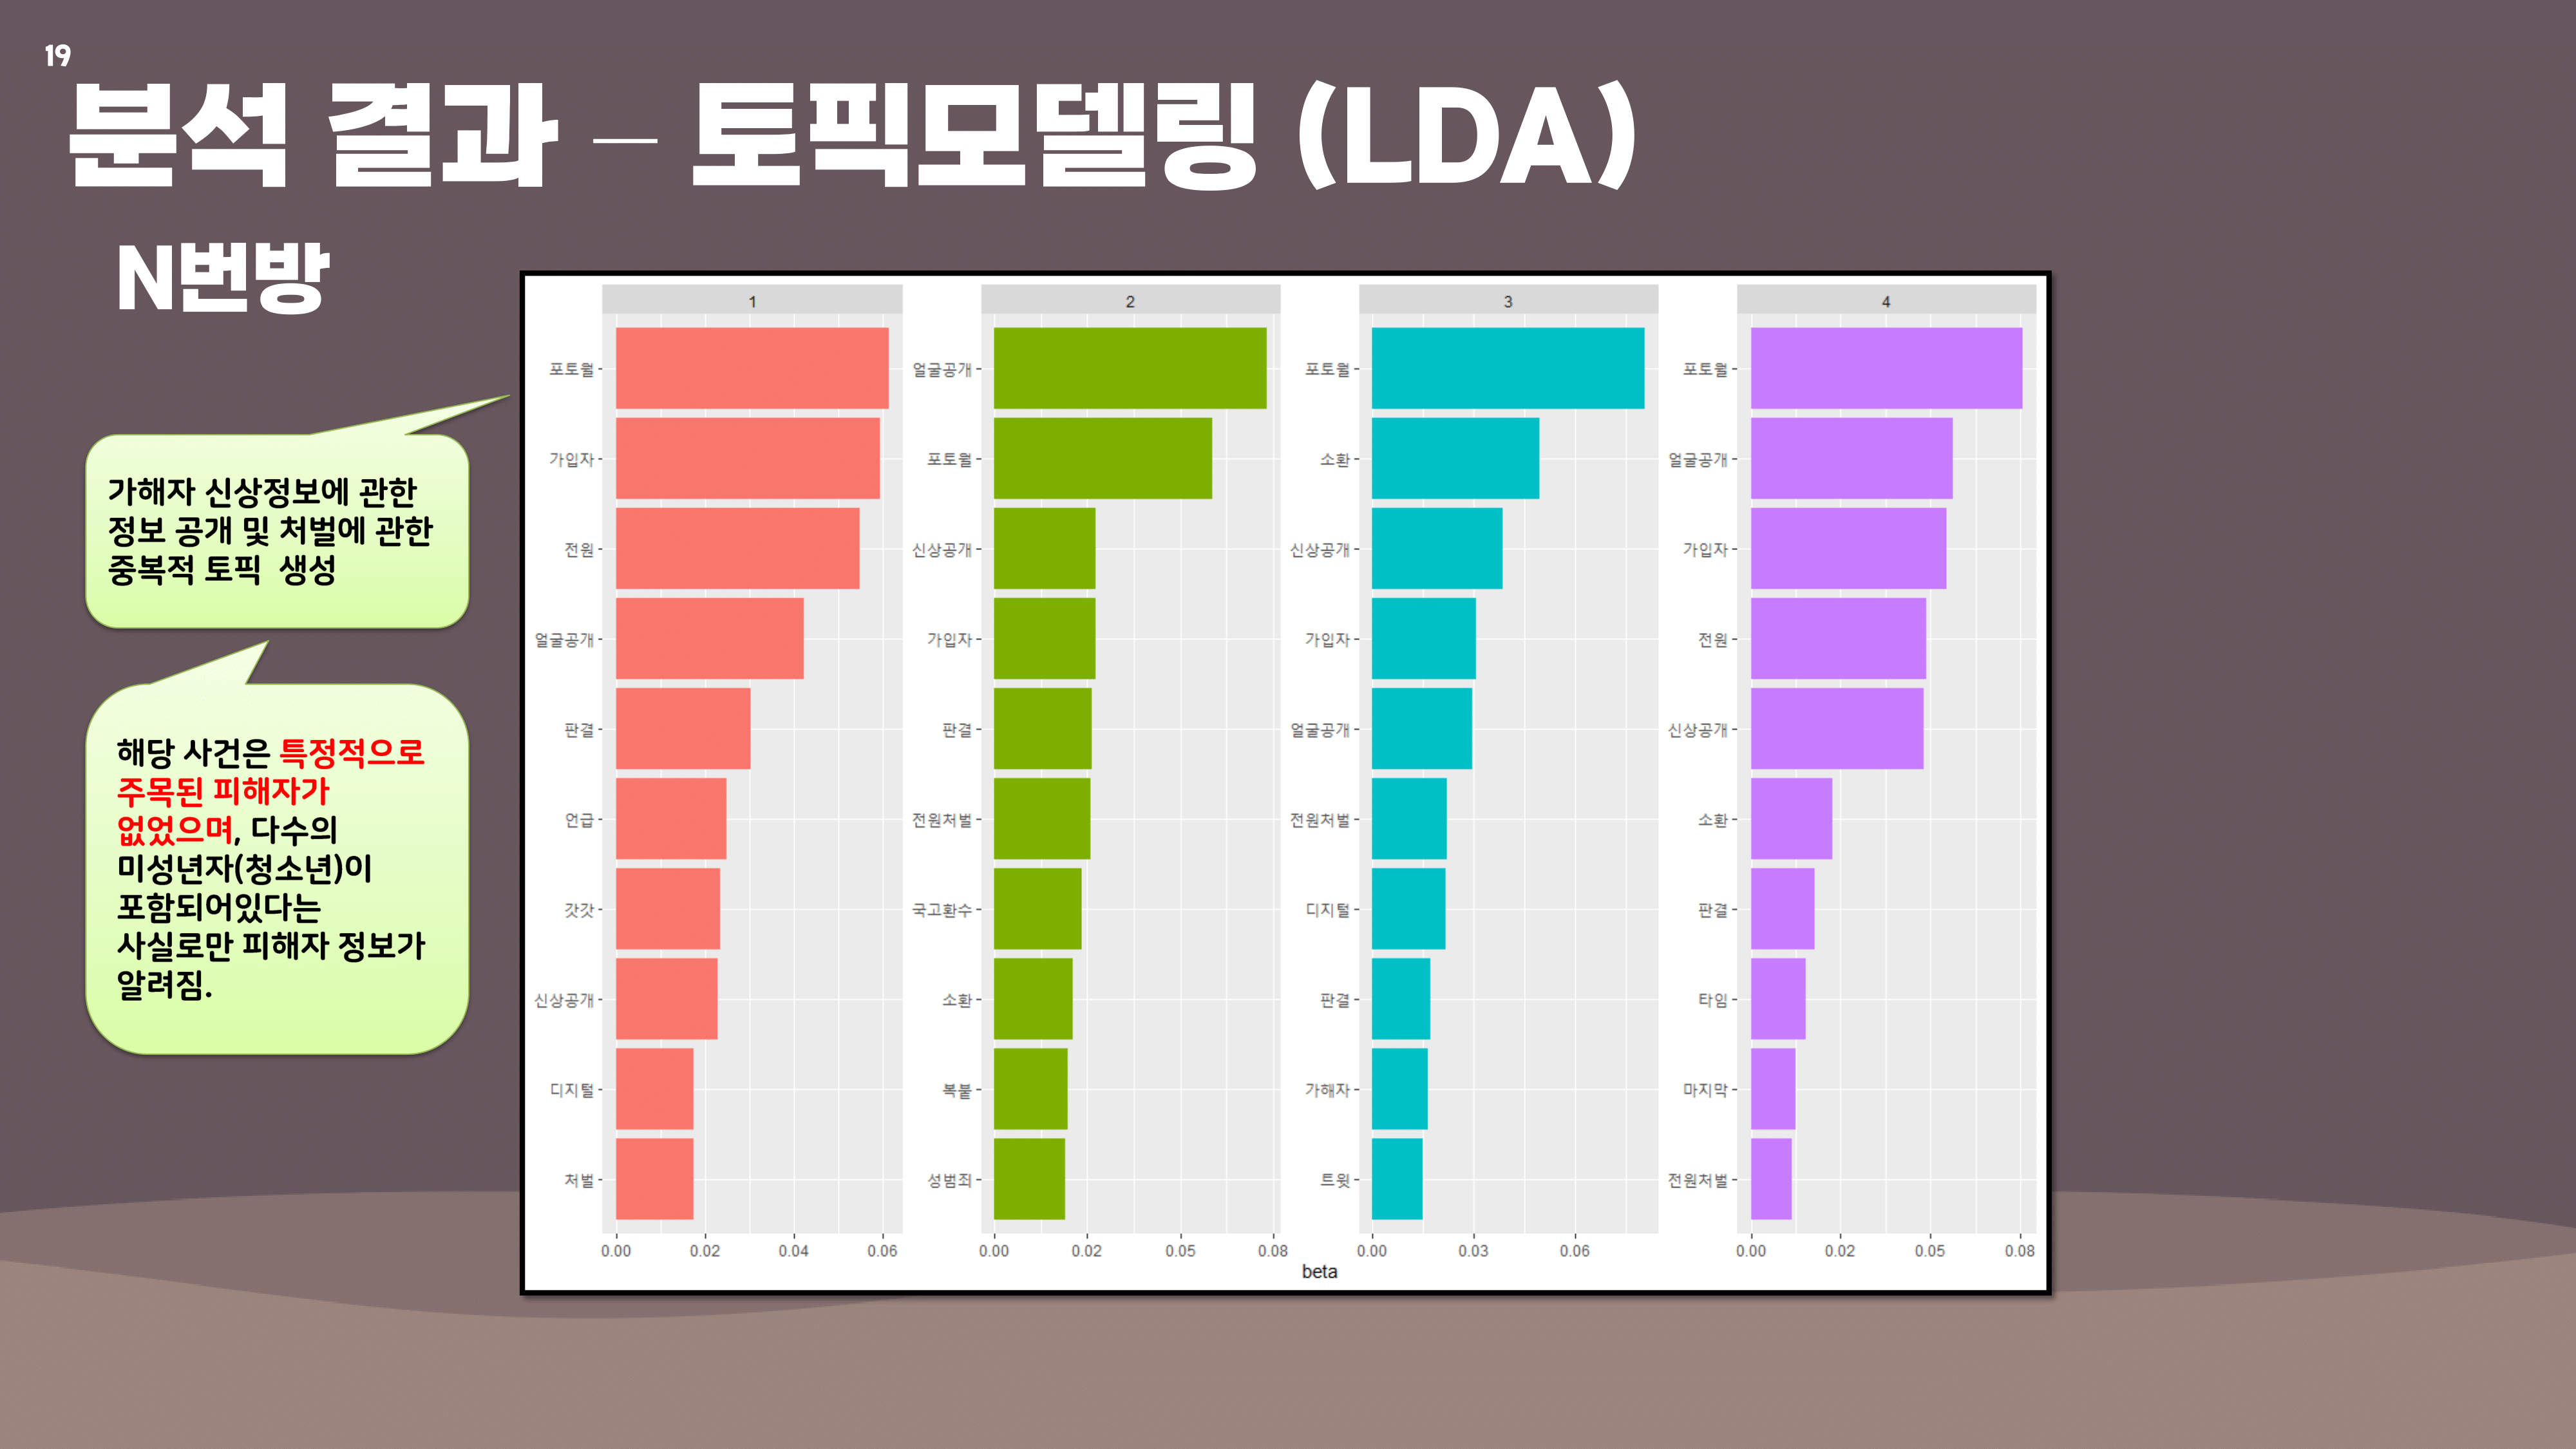 19
분석 결과 – 토픽모델링 (LDA)
N번방
가해자 신상정보에 관한
정보 공개 및 처벌에 관한
중복적 토픽 생성
해당 사건은 특정적으로
주목된 피해자가
없었으며, 다수의
미성년자(청소년)이
포함되어있다는
사실로만 피해자 정보가
알려짐.
1
포토월
가입자
전원
얼굴공개
판결
언급
갓갓
신상공개
디지털
처벌
0.00 0.02 0.04 0.06
2
얼굴공개
포토월
신상공개
가입자
판결
전원처벌
국고환수
소환
복붙
성범죄
0.00 0.02 0.05 0.08
3
포토월
소환
신상공개
가입자
얼굴공개
전원처벌
디지털
판결
가해자
트윗
0.00 0.03 0.06
4
포토월
얼굴공개
가입자
전원
신상공개
소환
판결
타임
마지막
전원처벌
0.00 0.02 0.05 0.08
beta